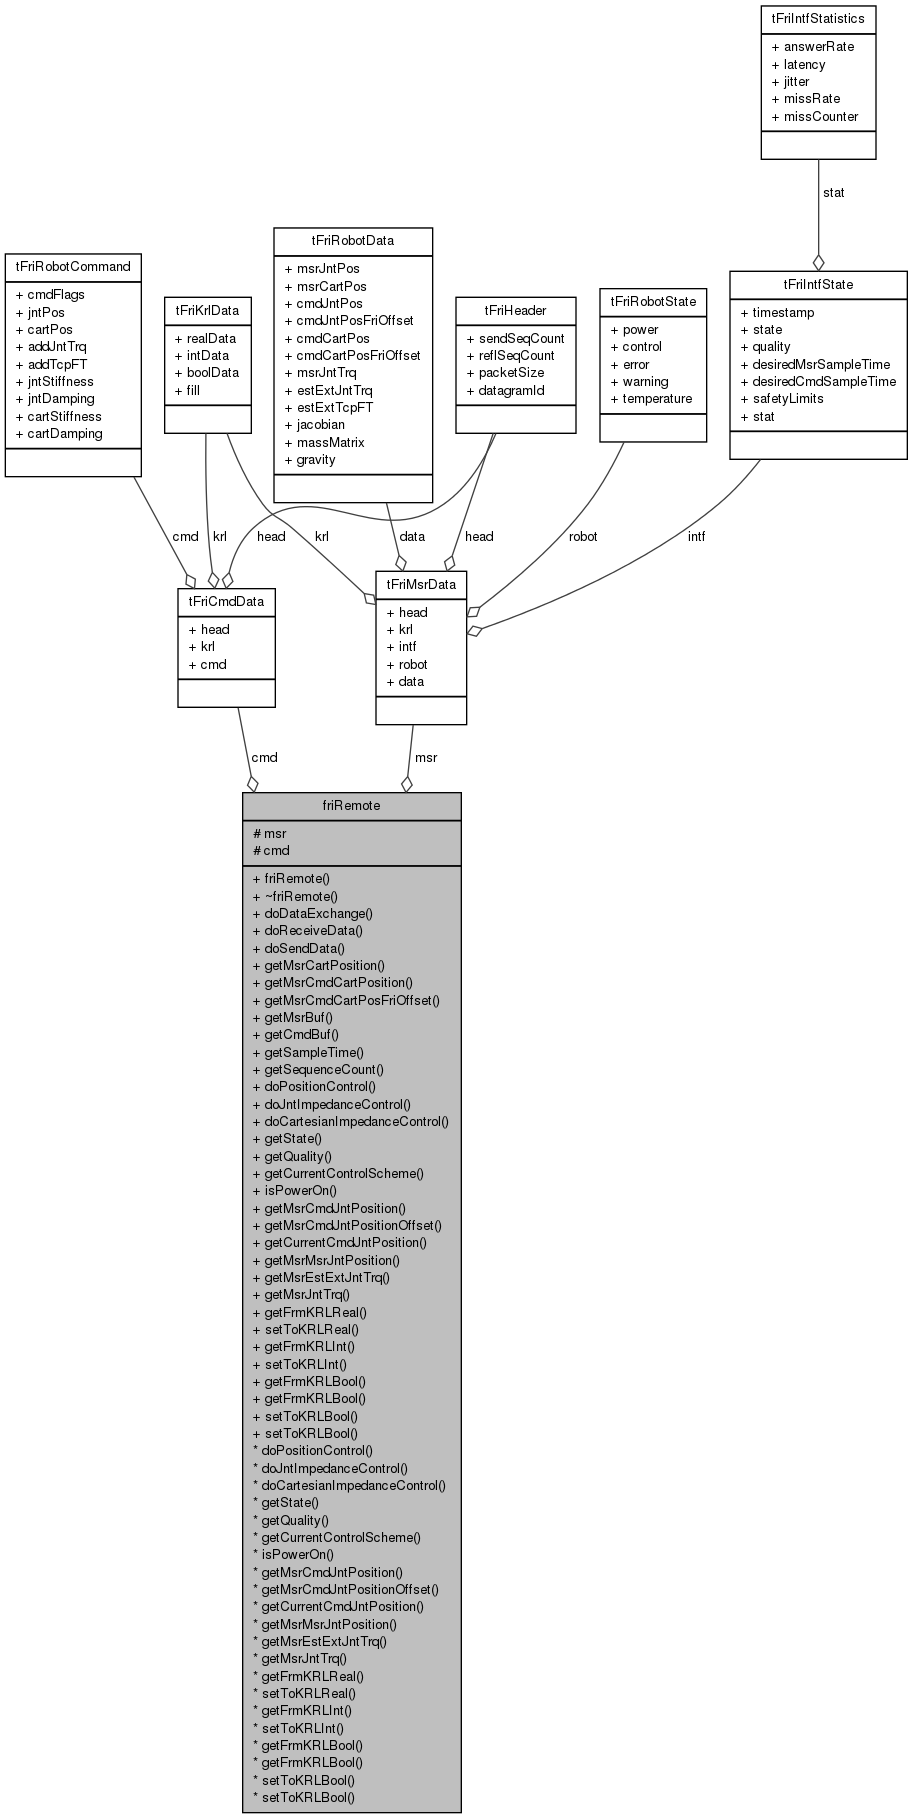 tFriIntfStatistics
+ answerRate
+ latency
+ jitter
+ missRate
+ missCounter
stat
tFriRobotCommand
+ cmdFlags
+ jntPos
+ cartPos
+ addJntTrq
+ addTcpFT
+ jntStiffness
+ jntDamping
+ cartStiffness
+ cartDamping
tFriKrlData
+ realData
+ intData
+ boolData
+ fill
tFriRobotData
+ msrJntPos
+ msrCartPos
+ cmdJntPos
+ cmdJntPosFriOffset
+ cmdCartPos
+ cmdCartPosFriOffset
+ msrJntTrq
+ estExtJntTrq
+ estExtTcpFT
+ jacobian
+ massMatrix
+ gravity
tFriHeader
+ sendSeqCount
+ reflSeqCount
+ packetSize
+ datagramId
tFriRobotState
+ power
+ control
+ error
+ warning
+ temperature
tFriIntfState
+ timestamp
+ state
+ quality
+ desiredMsrSampleTime
+ desiredCmdSampleTime
+ safetyLimits
+ stat
cmd
krl
head
krl
data
head
robot
intf
tFriCmdData
+ head
+ krl
+ cmd
tFriMsrData
+ head
+ krl
+ intf
+ robot
+ data
cmd
msr
friRemote
# msr
# cmd
+ friRemote()
+ ~friRemote()
+ doDataExchange()
+ doReceiveData()
+ doSendData()
+ getMsrCartPosition()
+ getMsrCmdCartPosition()
+ getMsrCmdCartPosFriOffset()
+ getMsrBuf()
+ getCmdBuf()
+ getSampleTime()
+ getSequenceCount()
+ doPositionControl()
+ doJntImpedanceControl()
+ doCartesianImpedanceControl()
+ getState()
+ getQuality()
+ getCurrentControlScheme()
+ isPowerOn()
+ getMsrCmdJntPosition()
+ getMsrCmdJntPositionOffset()
+ getCurrentCmdJntPosition()
+ getMsrMsrJntPosition()
+ getMsrEstExtJntTrq()
+ getMsrJntTrq()
+ getFrmKRLReal()
+ setToKRLReal()
+ getFrmKRLInt()
+ setToKRLInt()
+ getFrmKRLBool()
+ getFrmKRLBool()
+ setToKRLBool()
+ setToKRLBool()
* doPositionControl()
* doJntImpedanceControl()
* doCartesianImpedanceControl()
* getState()
* getQuality()
* getCurrentControlScheme()
* isPowerOn()
* getMsrCmdJntPosition()
* getMsrCmdJntPositionOffset()
* getCurrentCmdJntPosition()
* getMsrMsrJntPosition()
* getMsrEstExtJntTrq()
* getMsrJntTrq()
* getFrmKRLReal()
* setToKRLReal()
* getFrmKRLInt()
* setToKRLInt()
* getFrmKRLBool()
* getFrmKRLBool()
* setToKRLBool()
* setToKRLBool()